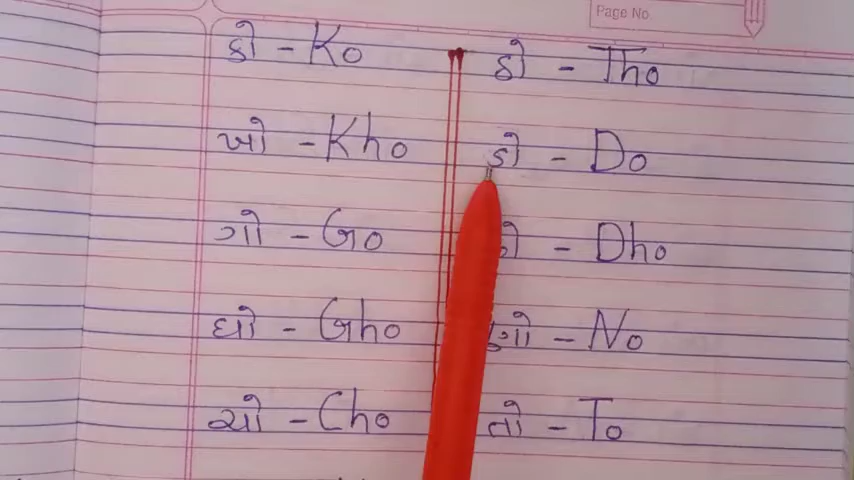 Page No.
કો - Ko
ખો - Kho
ગો - Go
ઘો - Gho
ચો - Cho
ઠો - Tho
ડો - Do
ઢો - Dho
ણો - No
તો - To